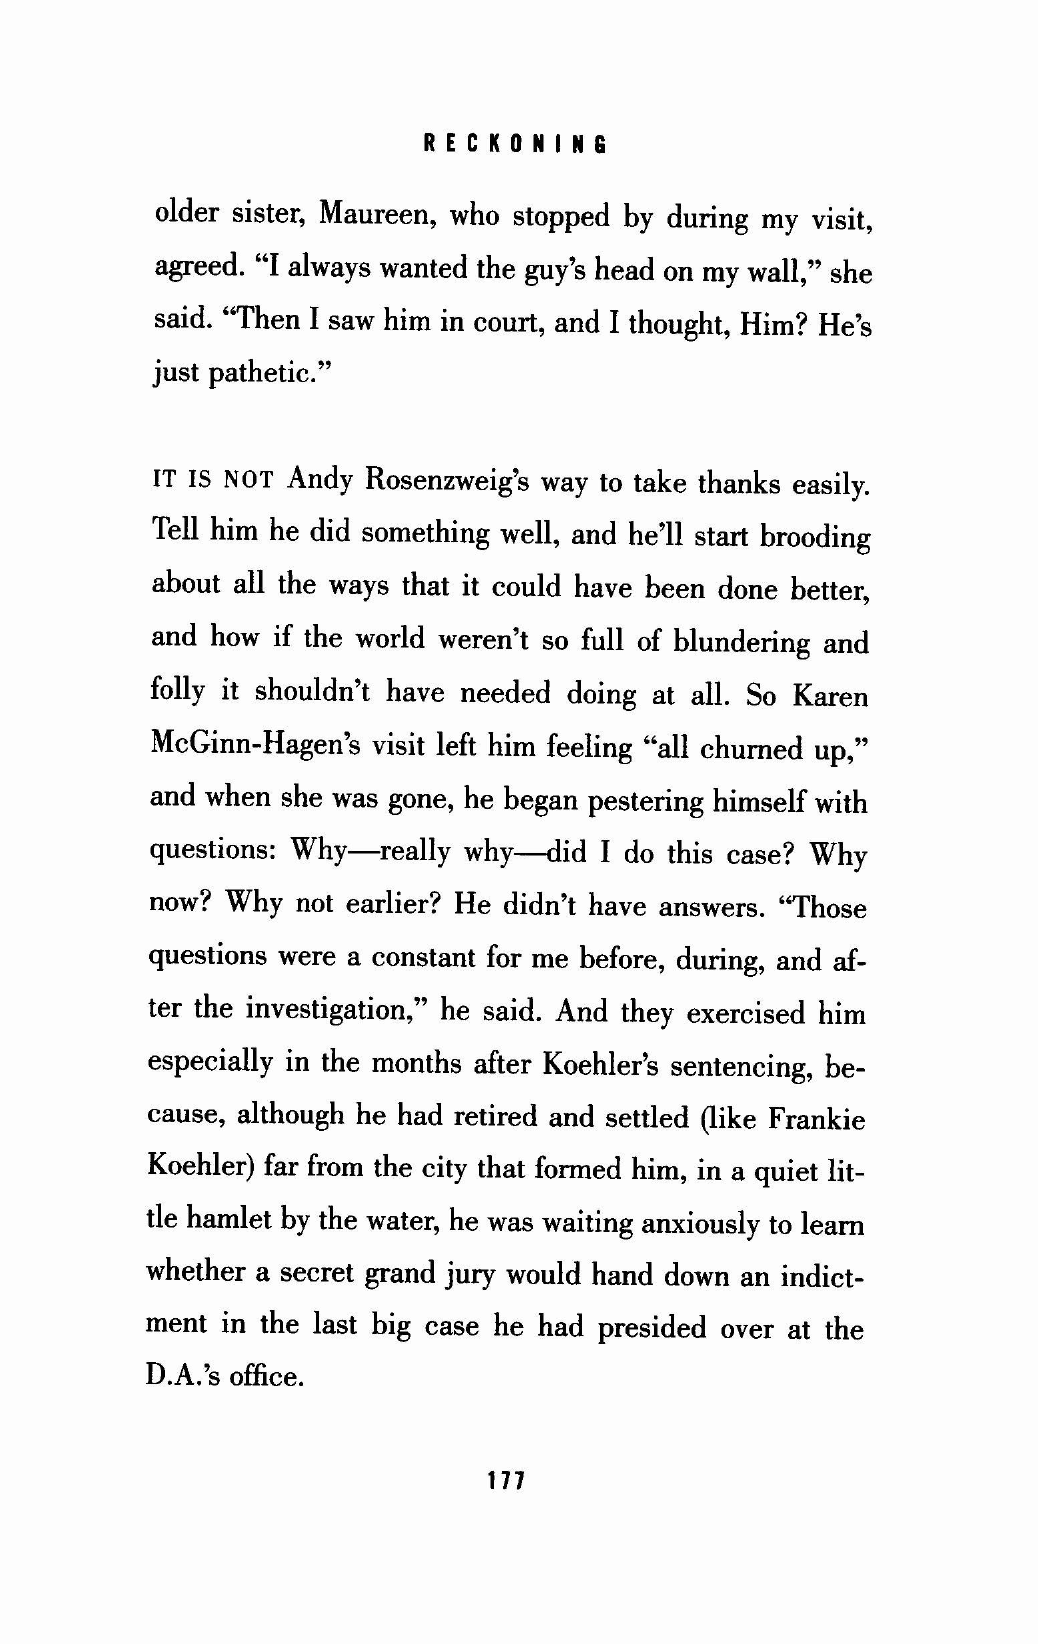 RECKONING
older sister, Maureen, who stopped by during my visit,
agreed. “I always wanted the guy’s head on my wall,” she
said. “Then I saw him in court, and I thought, Him? He’s
just pathetic.”
IT IS NOT Andy Rosenzweig’s way to take thanks easily.
Tell him he did something well, and he’ll start brooding
about all the ways that it could have been done better,
and how if the world weren’t so full of blundering and
folly it shouldn’t have needed doing at all. So Karen
McGinn-Hagen’s visit left him feeling “all churned up,”
and when she was gone, he began pestering himself with
questions: Why—really why—did I do this case? Why
now? Why not earlier? He didn’t have answers. “Those
questions were a constant for me before, during, and af-
ter the investigation,” he said. And they exercised him
especially in the months after Koehler’s sentencing, be-
cause, although he had retired and settled (like Frankie
Koehler) far from the city that formed him, in a quiet lit-
tle hamlet by the water, he was waiting anxiously to learn
whether a secret grand jury would hand down an indict-
ment in the last big case he had presided over at the
D.A.’s office.
177